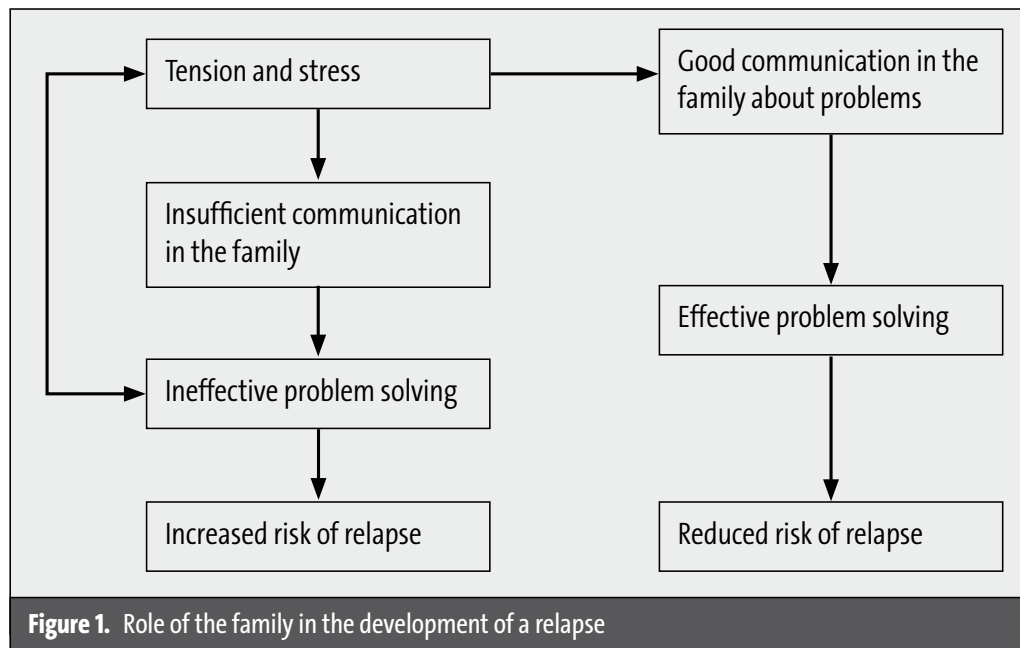 Tension and stress
Good communication in the
family about problems
Insufficient communication
in the family
Effective problem solving
Ineffective problem solving
Increased risk of relapse
Reduced risk of relapse
Figure 1. Role of the family in the development of a relapse